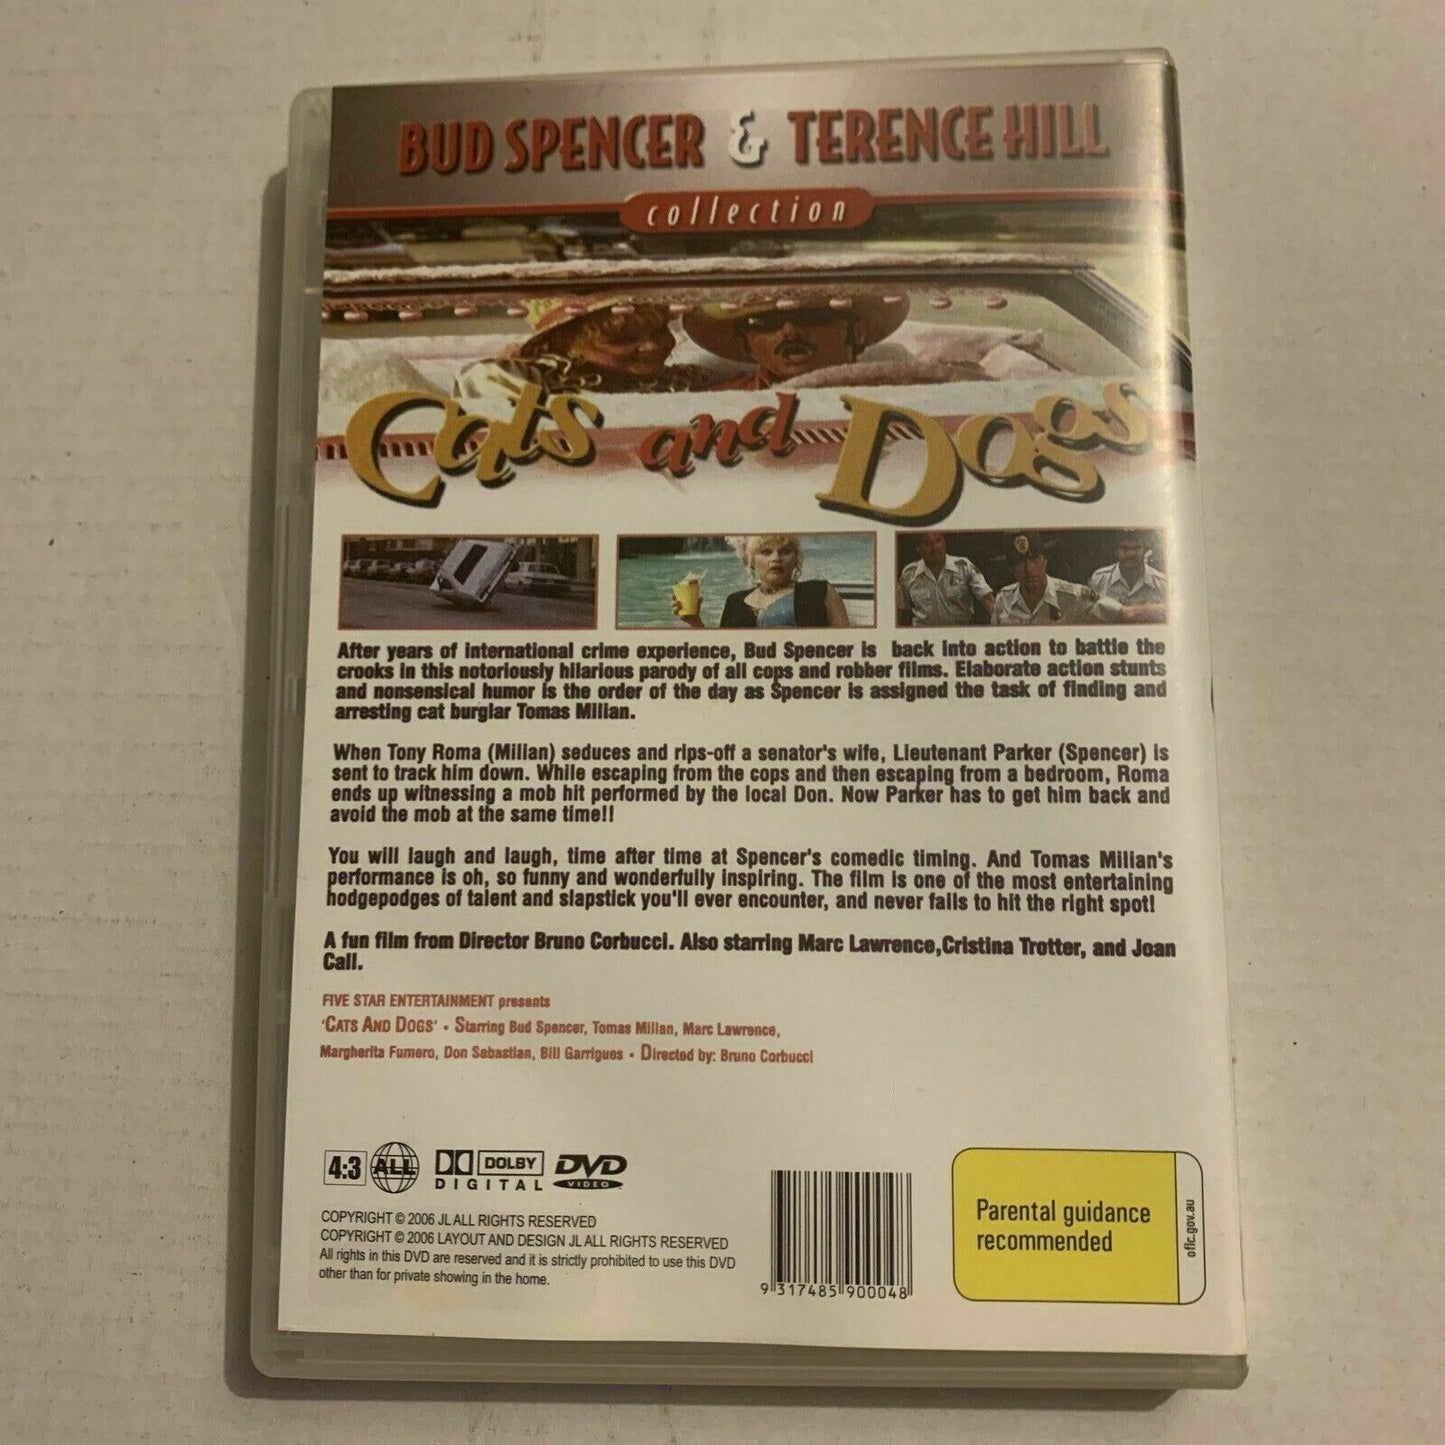 BUD SPENCER & TERENCE HILL
collection
Cats and Dogs
After years of international crime experience, Bud Spencer is back into action to battle the
crooks in this notoriously hilarious parody of all cops and robber films. Elaborate action stunts
and nonsensical humor is the order of the day as Spencer is assigned the task of finding and
arresting cat burglar Tomas Milian.
When Tony Roma (Milian) seduces and rips-off a senator's wife, Lieutenant Parker (Spencer) is
sent to track him down. While escaping from the cops and then escaping from a bedroom, Roma
ends up witnessing a mob hit performed by the local Don. Now Parker has to get him back and
avoid the mob at the same time!!
You will laugh and laugh, time after time at Spencer's comedic timing. And Tomas Milian's
performance is oh, so funny and wonderfully inspiring. The film is one of the most entertaining
hodgepodges of talent and slapstick you'll ever encounter, and never fails to hit the right spot!
A fun film from Director Bruno Corbucci. Also starring Marc Lawrence,Cristina Trotter, and Joan
Call.
FIVE STAR ENTERTAINMENT presents
'CATS AND DOGS' • Starring Bud Spencer, Tomas Milian, Marc Lawrence,
Margherita Fumero, Don Sebastian, Bill Garrigues • Directed by: Bruno Corbucci
4:3 ALL DOLBY DVD
DIGITAL VIDEO
COPYRIGHT © 2006 JL ALL RIGHTS RESERVED
COPYRIGHT © 2006 LAYOUT AND DESIGN JL ALL RIGHTS RESERVED
All rights in this DVD are reserved and it is strictly prohibited to use this DVD
other than for private showing in the home.
9 317485 900048
Parental guidance
recommended
oflc.gov.au